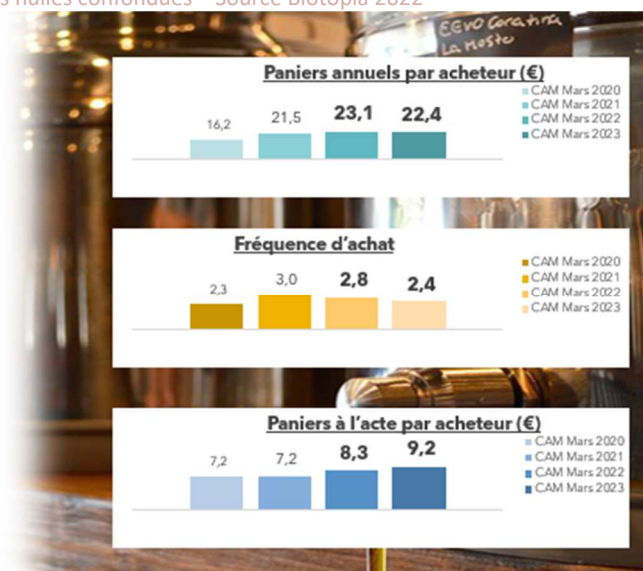 s huiles confondues – Source Biotopia 2022
EEVO Coratina
La Hoste
Paniers annuels par acheteur (€)
16,2
21,5
23,1
22,4
CAM Mars 2020
CAM Mars 2021
CAM Mars 2022
CAM Mars 2023
Fréquence d'achat
2,3
3,0
2,8
2,4
CAM Mars 2020
CAM Mars 2021
CAM Mars 2022
CAM Mars 2023
Paniers à l'acte par acheteur (€)
7,2
7,2
8,3
9,2
CAM Mars 2020
CAM Mars 2021
CAM Mars 2022
CAM Mars 2023